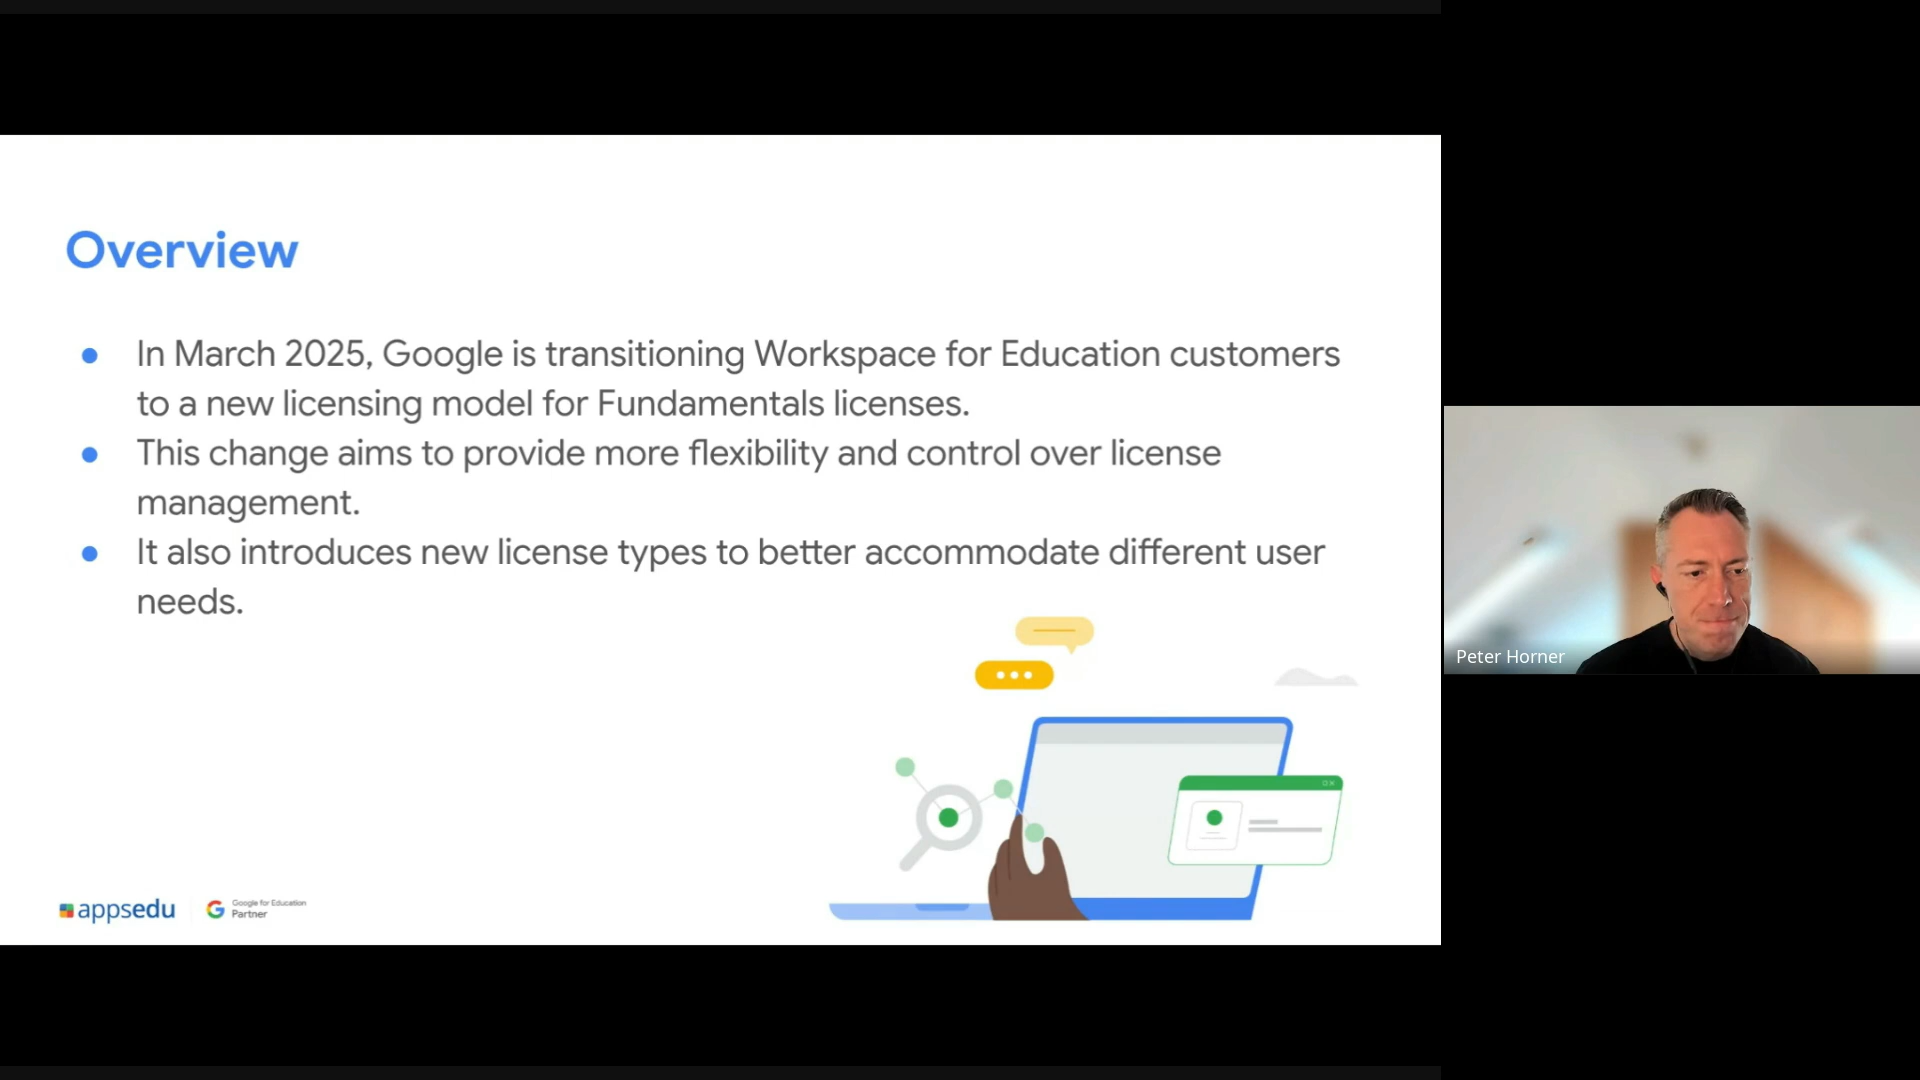 Overview
In March 2025, Google is transitioning Workspace for Education customers
to a new licensing model for Fundamentals licenses.
This change aims to provide more flexibility and control over license
management.
It also introduces new license types to better accommodate different user
needs.
Peter Horner
appsedu
Google for Education
Partner